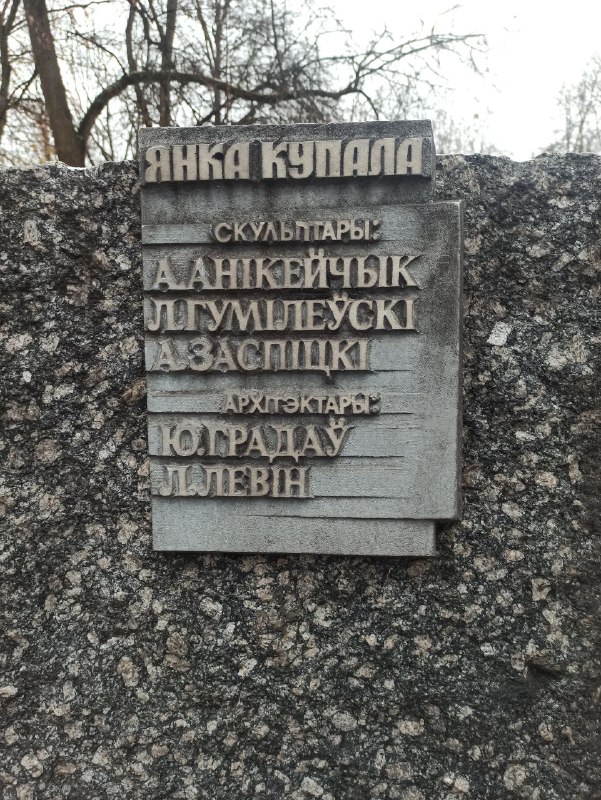 ЯНКА КУПАЛА
СКУЛЬПТАРЫ:
А.АНІКЕЙЧЫК
Л.ГУМІЛЕЎСКІ
А.ЗАСПІЦКІ
АРХІТЭКТАРЫ:
Ю.ГРАДАЎ
Л.ЛЕВІН